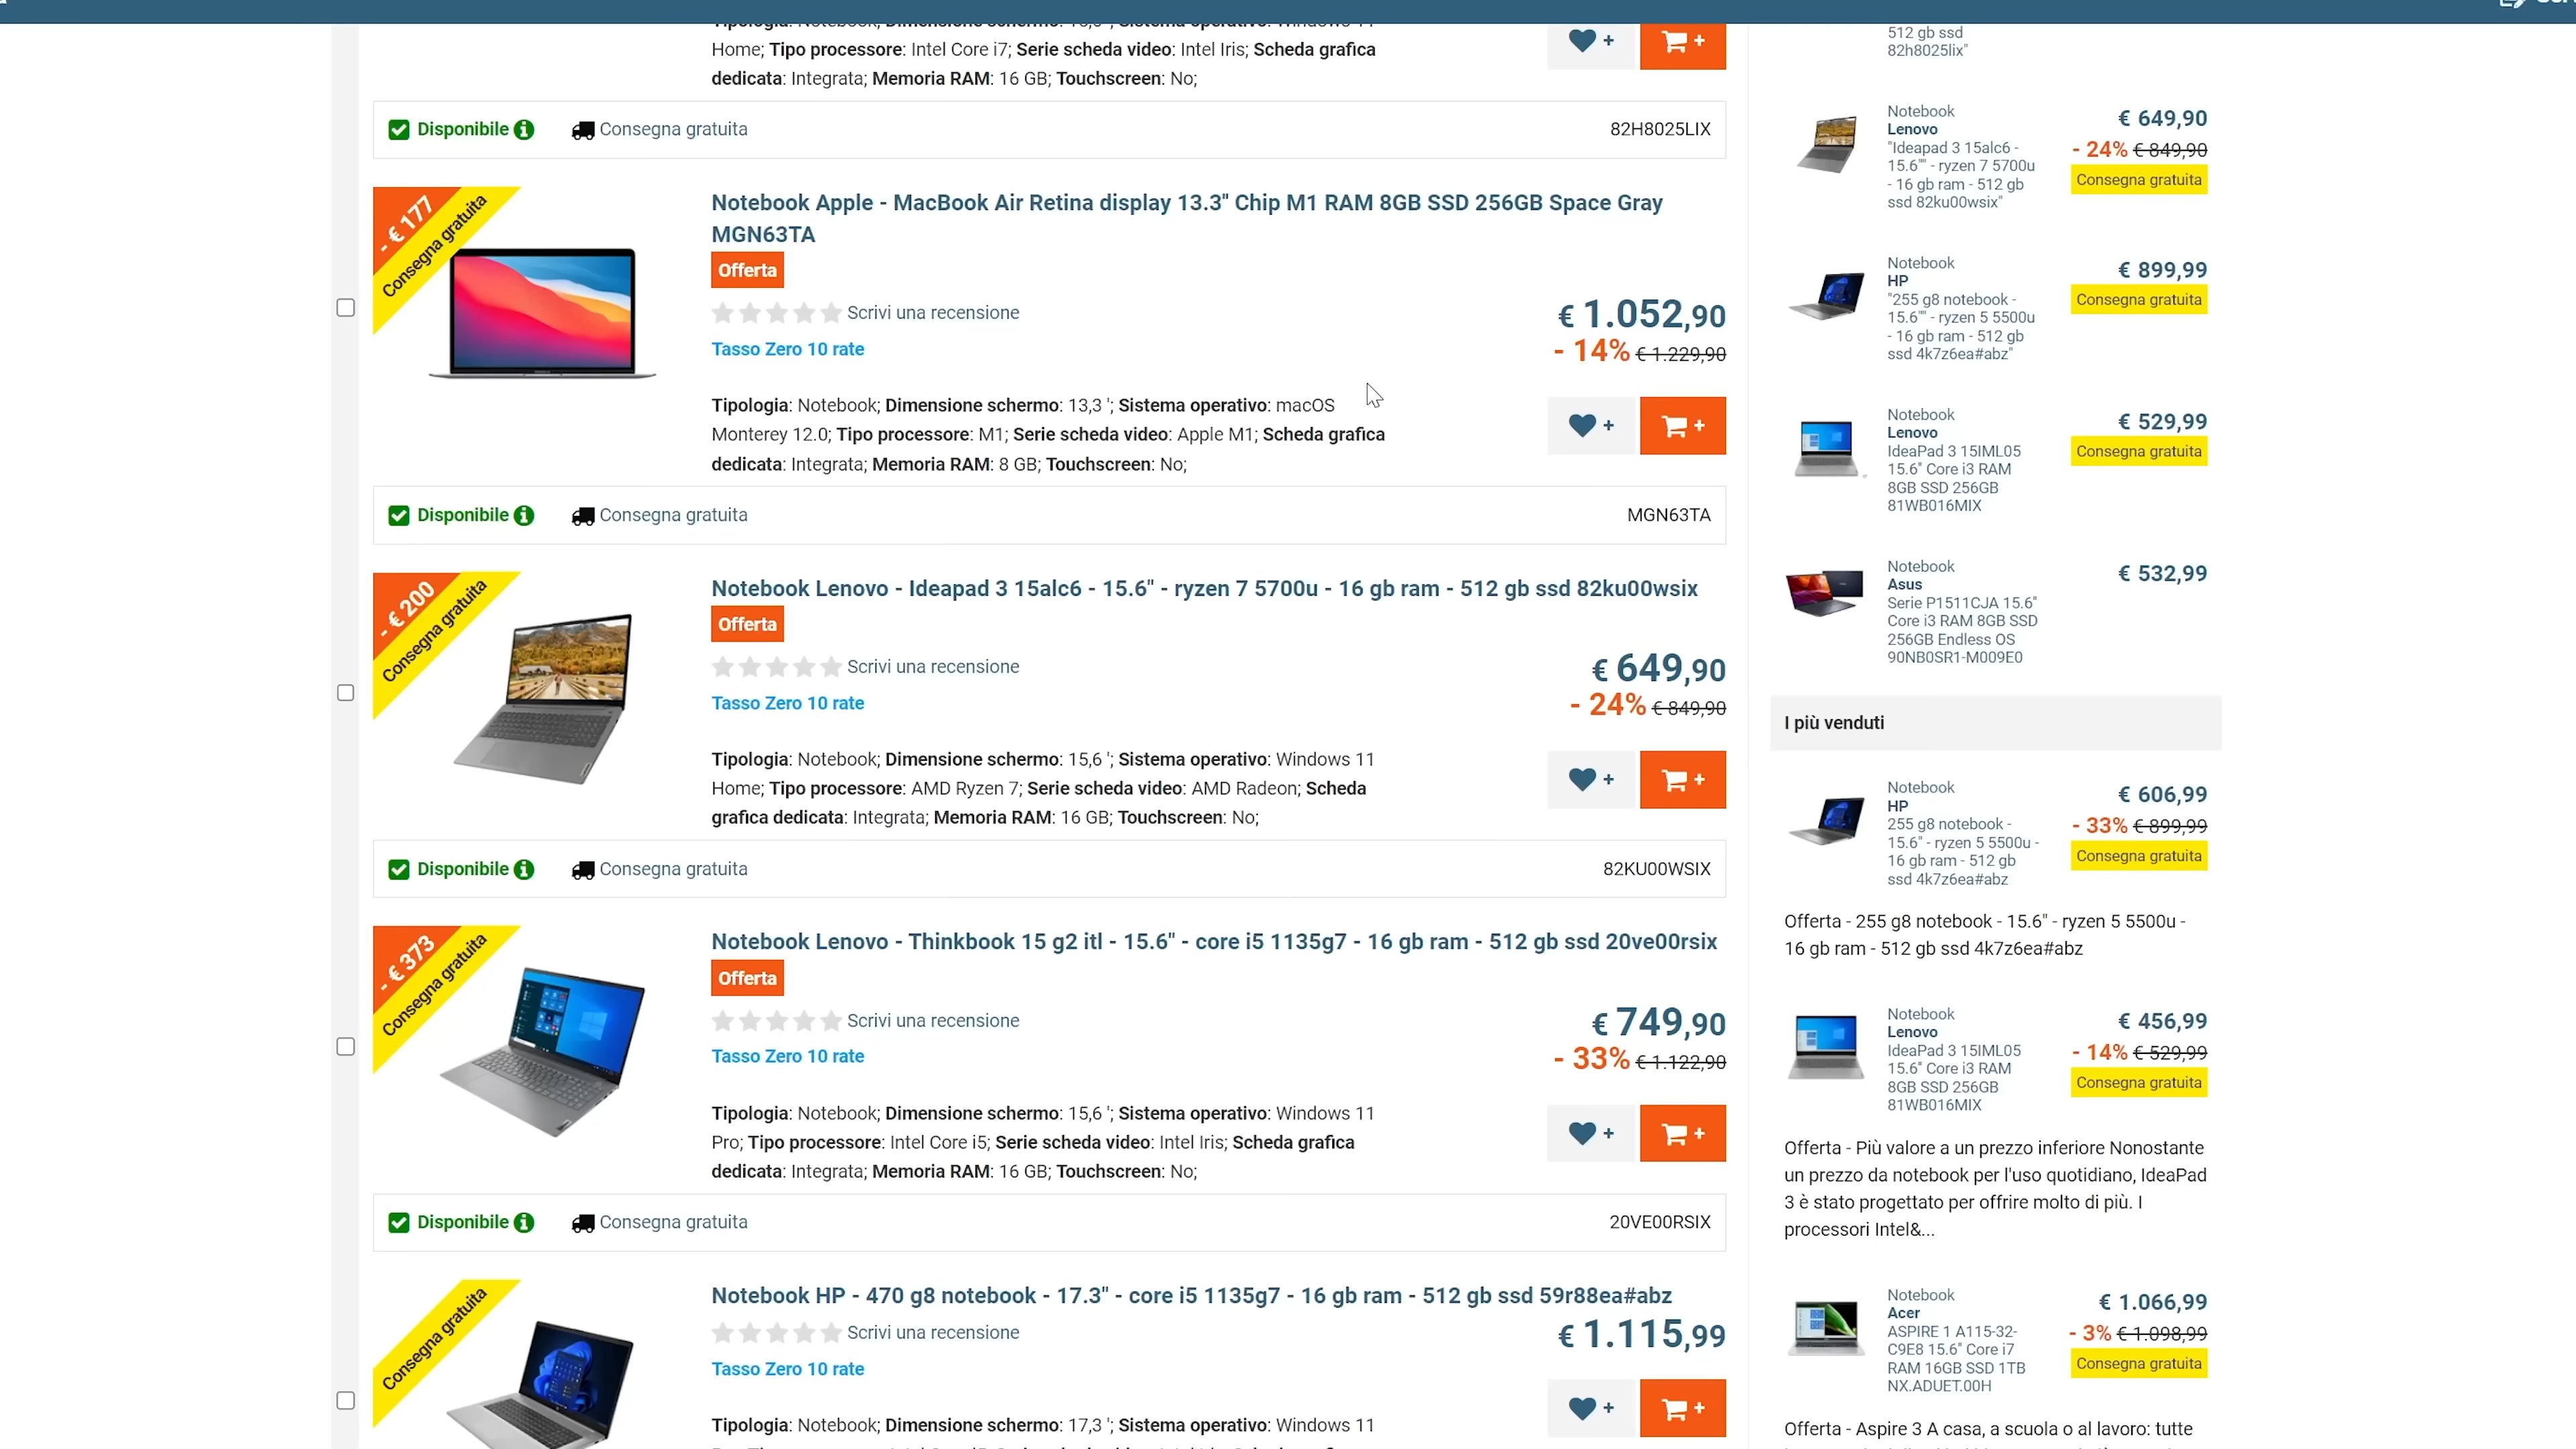 Home; Tipo processore: Intel Core i7; Serie scheda video: Intel Iris; Scheda grafica
dedicata: Integrata; Memoria RAM: 16 GB; Touchscreen: No;
+
+
Disponibile
Consegna gratuita
82H8025LIX
- € 177
Consegna gratuita
Notebook Apple - MacBook Air Retina display 13.3" Chip M1 RAM 8GB SSD 256GB Space Gray
MGN63TA
Offerta
Scrivi una recensione
€ 1.052,90
Tasso Zero 10 rate
- 14% € 1.229,90
Tipologia: Notebook; Dimensione schermo: 13,3 '; Sistema operativo: macOS
Monterey 12.0; Tipo processore: M1; Serie scheda video: Apple M1; Scheda grafica
dedicata: Integrata; Memoria RAM: 8 GB; Touchscreen: No;
+
+
Disponibile
Consegna gratuita
MGN63TA
- € 200
Consegna gratuita
Notebook Lenovo - Ideapad 3 15alc6 - 15.6" - ryzen 7 5700u - 16 gb ram - 512 gb ssd 82ku00wsix
Offerta
Scrivi una recensione
€ 649,90
Tasso Zero 10 rate
- 24% € 849,90
Tipologia: Notebook; Dimensione schermo: 15,6 '; Sistema operativo: Windows 11
Home; Tipo processore: AMD Ryzen 7; Serie scheda video: AMD Radeon; Scheda
grafica dedicata: Integrata; Memoria RAM: 16 GB; Touchscreen: No;
+
+
Disponibile
Consegna gratuita
82KU00WSIX
- € 373
Consegna gratuita
Notebook Lenovo - Thinkbook 15 g2 itl - 15.6" - core i5 1135g7 - 16 gb ram - 512 gb ssd 20ve00rsix
Offerta
Scrivi una recensione
€ 749,90
Tasso Zero 10 rate
- 33% € 1.122,90
Tipologia: Notebook; Dimensione schermo: 15,6 '; Sistema operativo: Windows 11
Pro; Tipo processore: Intel Core i5; Serie scheda video: Intel Iris; Scheda grafica
dedicata: Integrata; Memoria RAM: 16 GB; Touchscreen: No;
+
+
Disponibile
Consegna gratuita
20VE00RSIX
Consegna gratuita
Notebook HP - 470 g8 notebook - 17.3" - core i5 1135g7 - 16 gb ram - 512 gb ssd 59r88ea#abz
Scrivi una recensione
€ 1.115,99
Tasso Zero 10 rate
Tipologia: Notebook; Dimensione schermo: 17,3 '; Sistema operativo: Windows 11
+
+
512 gb ssd
82h8025lix"
Notebook
Lenovo
"Ideapad 3 15alc6 -
15.6"" - ryzen 7 5700u
- 16 gb ram - 512 gb
ssd 82ku00wsix"
€ 649,90
- 24% € 849,90
Consegna gratuita
Notebook
HP
"255 g8 notebook -
15.6"" - ryzen 5 5500u
- 16 gb ram - 512 gb
ssd 4k7z6ea#abz"
€ 899,99
Consegna gratuita
Notebook
Lenovo
IdeaPad 3 15IML05
15.6" Core i3 RAM
8GB SSD 256GB
81WB016MIX
€ 529,99
Consegna gratuita
Notebook
Asus
Serie P1511CJA 15.6"
Core i3 RAM 8GB SSD
256GB Endless OS
90NB0SR1-M009E0
€ 532,99
I più venduti
Notebook
HP
255 g8 notebook -
15.6" - ryzen 5 5500u -
16 gb ram - 512 gb
ssd 4k7z6ea#abz
€ 606,99
- 33% € 899,99
Consegna gratuita
Offerta - 255 g8 notebook - 15.6" - ryzen 5 5500u -
16 gb ram - 512 gb ssd 4k7z6ea#abz
Notebook
Lenovo
IdeaPad 3 15IML05
15.6" Core i3 RAM
8GB SSD 256GB
81WB016MIX
€ 456,99
- 14% € 529,99
Consegna gratuita
Offerta - Più valore a un prezzo inferiore Nonostante
un prezzo da notebook per l'uso quotidiano, IdeaPad
3 è stato progettato per offrire molto di più. I
processori Intel&...
Notebook
Acer
ASPIRE 1 A115-32-
C9E8 15.6" Core i7
RAM 16GB SSD 1TB
NX.ADUET.00H
€ 1.066,99
- 3% € 1.098,99
Consegna gratuita
Offerta - Aspire 3 A casa, a scuola o al lavoro: tutte